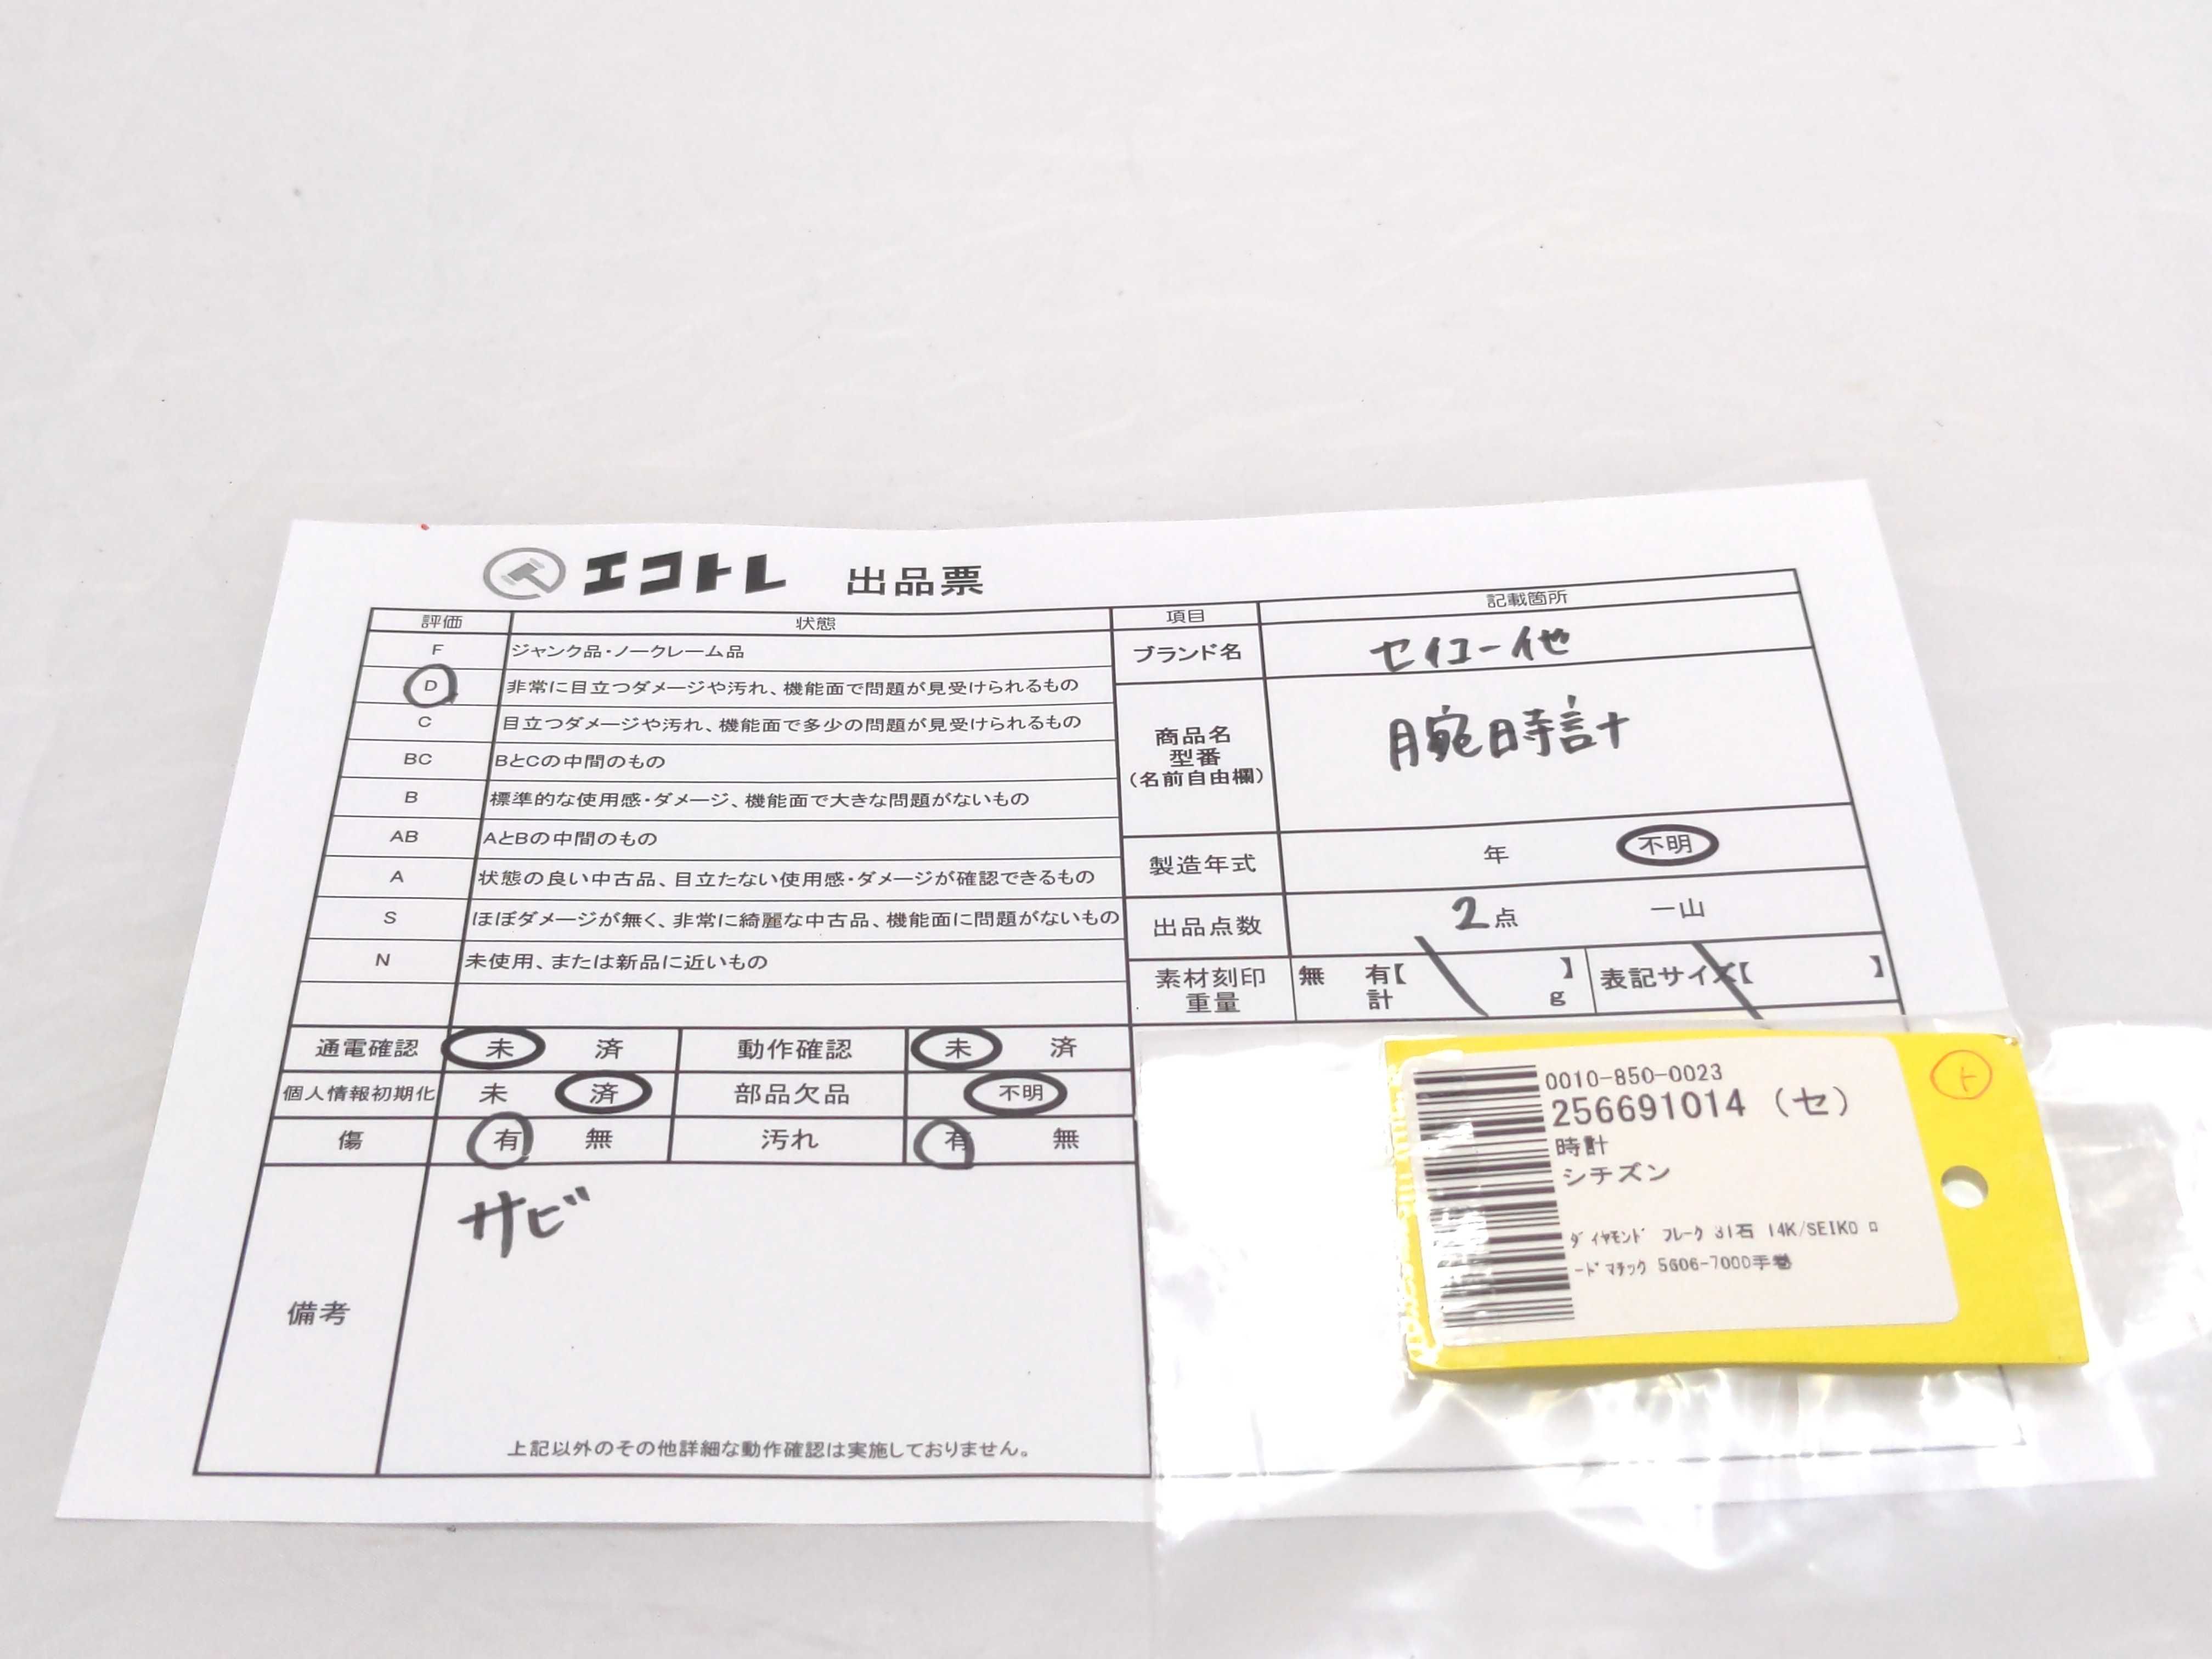 エコトレ 出品票
評価 状態 項目 記載箇所
F ジャンク品・ノークレーム品
D 非常に目立つダメージや汚れ、機能面で問題が見受けられるもの
C 目立つダメージや汚れ、機能面で多少の問題が見受けられるもの
BC BとCの中間のもの
B 標準的な使用感・ダメージ、機能面で大きな問題がないもの
AB AとBの中間のもの
A 状態の良い中古品、目立たない使用感・ダメージが確認できるもの
S ほぼダメージが無く、非常に綺麗な中古品、機能面に問題がないもの
N 未使用、または新品に近いもの
ブランド名 セイコー他
商品名
型番
(名前自由欄)
腕時計
製造年式 年 不明
出品点数 2点 一山
素材刻印 無 有【 】 表記サイズ【 】
重量 計 g
通電確認 未 済 動作確認 未 済
個人情報初期化 未 済 部品欠品 不明
傷 有 無 汚れ 有 無
備考
サビ
上記以外のその他詳細な動作確認は実施しておりません。
0010-850-0023
256691014 (セ)
時計
シチズン
ダイヤモンド フレーク 31石 14K/SEIKO ロ
ードマチック 5606-7000手巻
ト